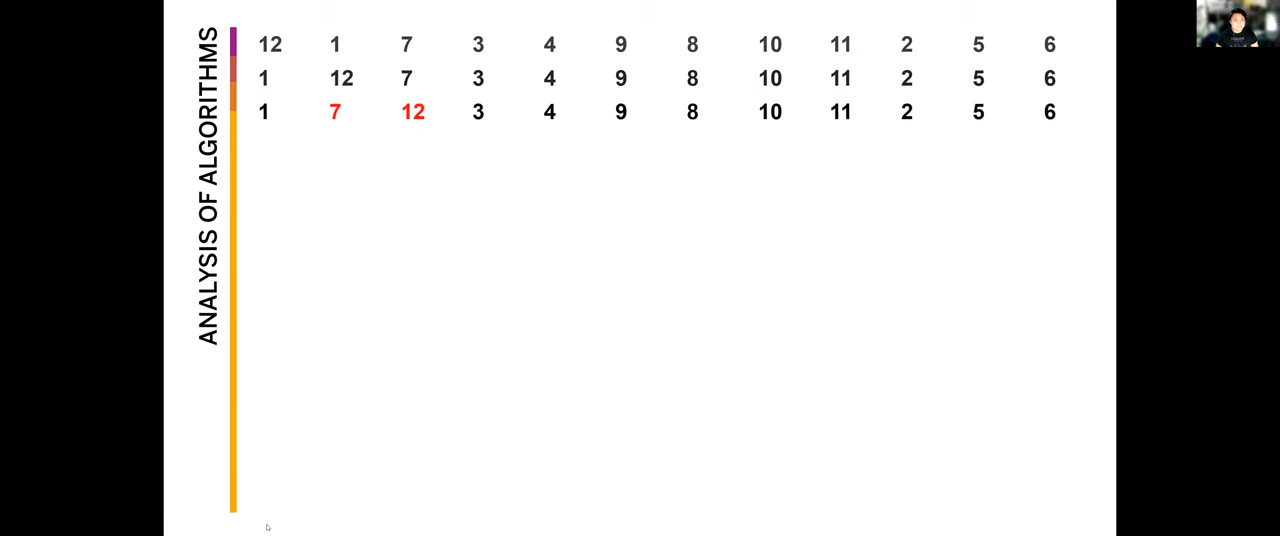 ANALYSIS OF ALGORITHMS
12 1 7 3 4 9 8 10 11 2 5 6
1 12 7 3 4 9 8 10 11 2 5 6
1 7 12 3 4 9 8 10 11 2 5 6